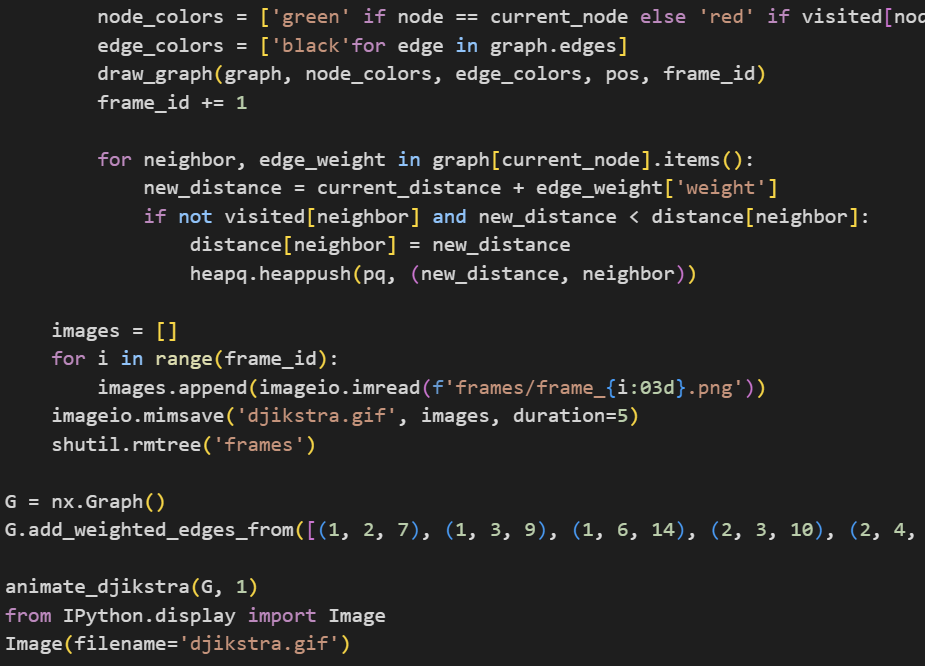 node_colors = ['green' if node == current_node else 'red' if visited[nod
edge_colors = ['black'for edge in graph.edges]
draw_graph(graph, node_colors, edge_colors, pos, frame_id)
frame_id += 1
for neighbor, edge_weight in graph[current_node].items():
new_distance = current_distance + edge_weight['weight']
if not visited[neighbor] and new_distance < distance[neighbor]:
distance[neighbor] = new_distance
heapq.heappush(pq, (new_distance, neighbor))
images = []
for i in range(frame_id):
images.append(imageio.imread(f'frames/frame_{i:03d}.png'))
imageio.mimsave('djikstra.gif', images, duration=5)
shutil.rmtree('frames')
G = nx.Graph()
G.add_weighted_edges_from([(1, 2, 7), (1, 3, 9), (1, 6, 14), (2, 3, 10), (2, 4,
animate_djikstra(G, 1)
from IPython.display import Image
Image(filename='djikstra.gif')